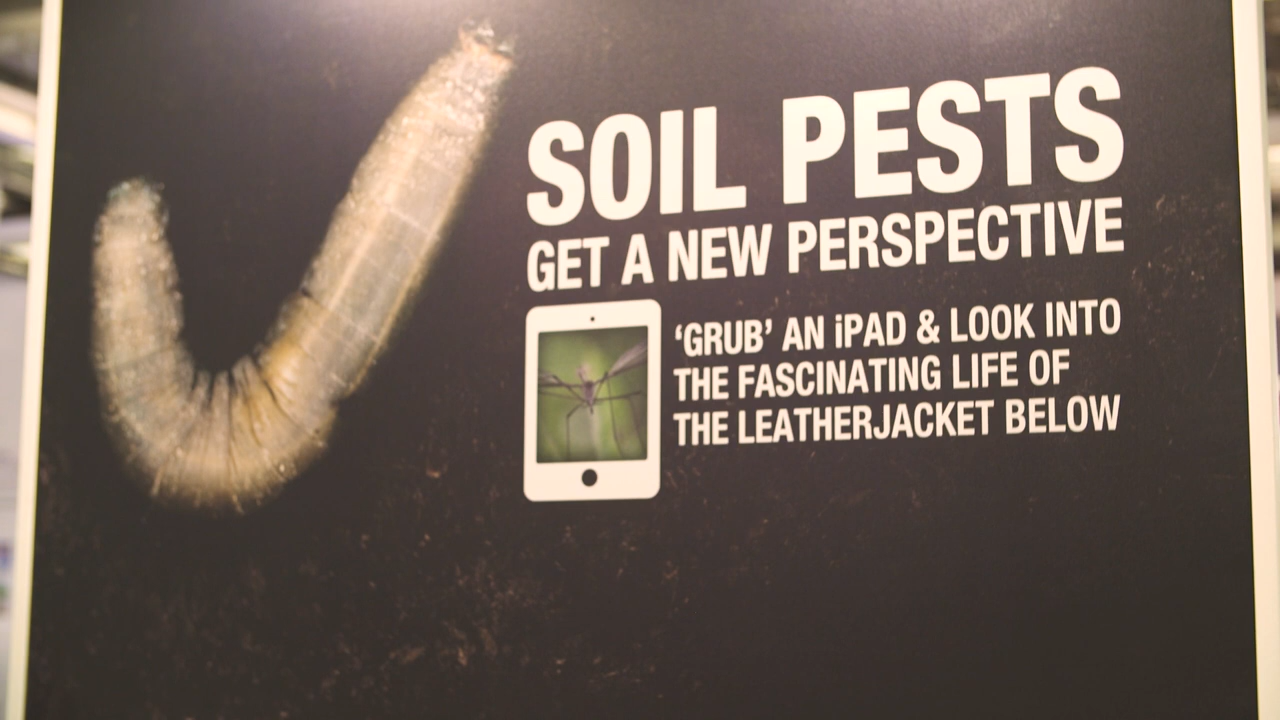 SOIL PESTS
GET A NEW PERSPECTIVE
‘GRUB’ AN iPAD & LOOK INTO
THE FASCINATING LIFE OF
THE LEATHERJACKET BELOW